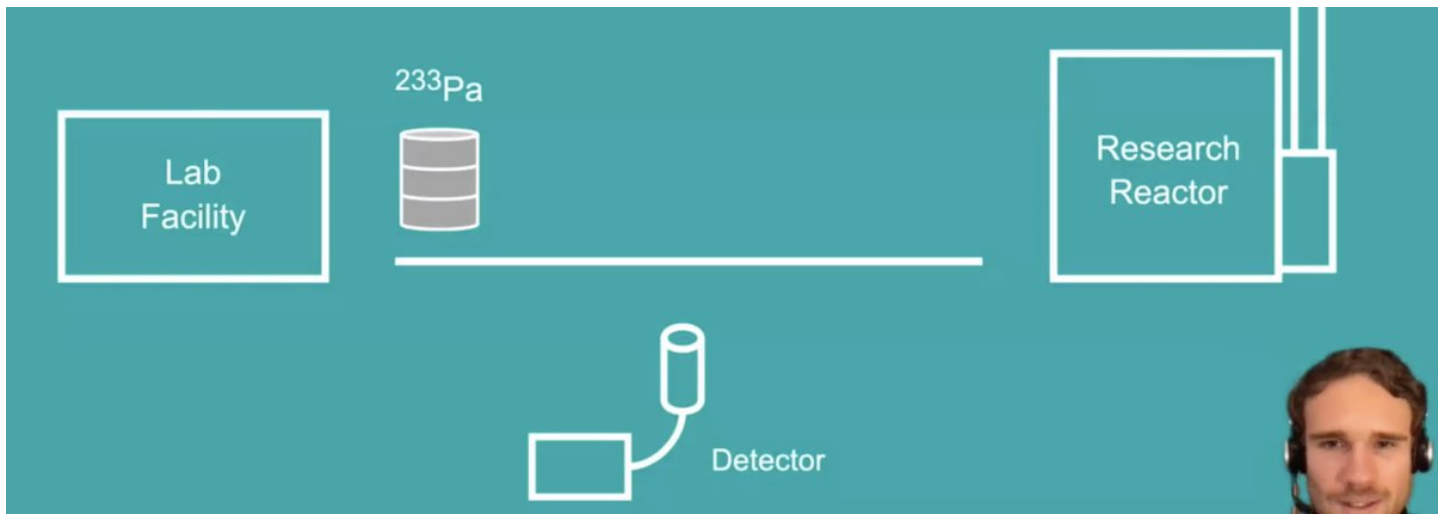 ²³³Pa
Lab
Facility
Research
Reactor
Detector